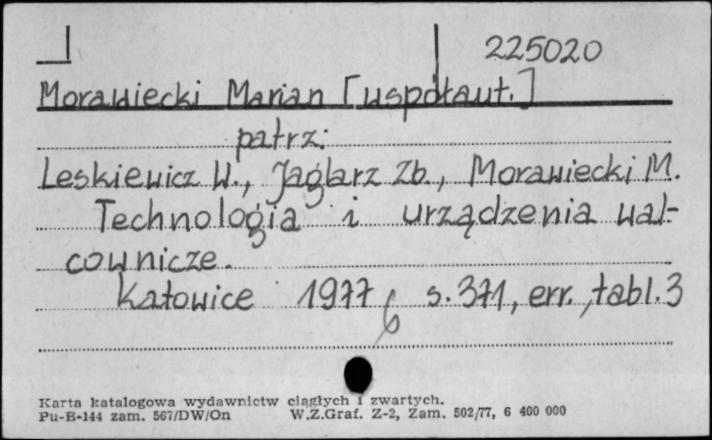 225020
Morawiecki Marian [współaut.]
patrz:
Leskiewicz W., Jaglarz Zb., Morawiecki M.
Technologia i urządzenia wal-
cownicze.
Katowice 1977, s. 371, err., tabl. 3
Karta katalogowa wydawnictw ciągłych i zwartych.
Pu-B-144 zam. 567/DW/On W.Z.Graf. Z-2, Zam. 502/77, 6 400 000